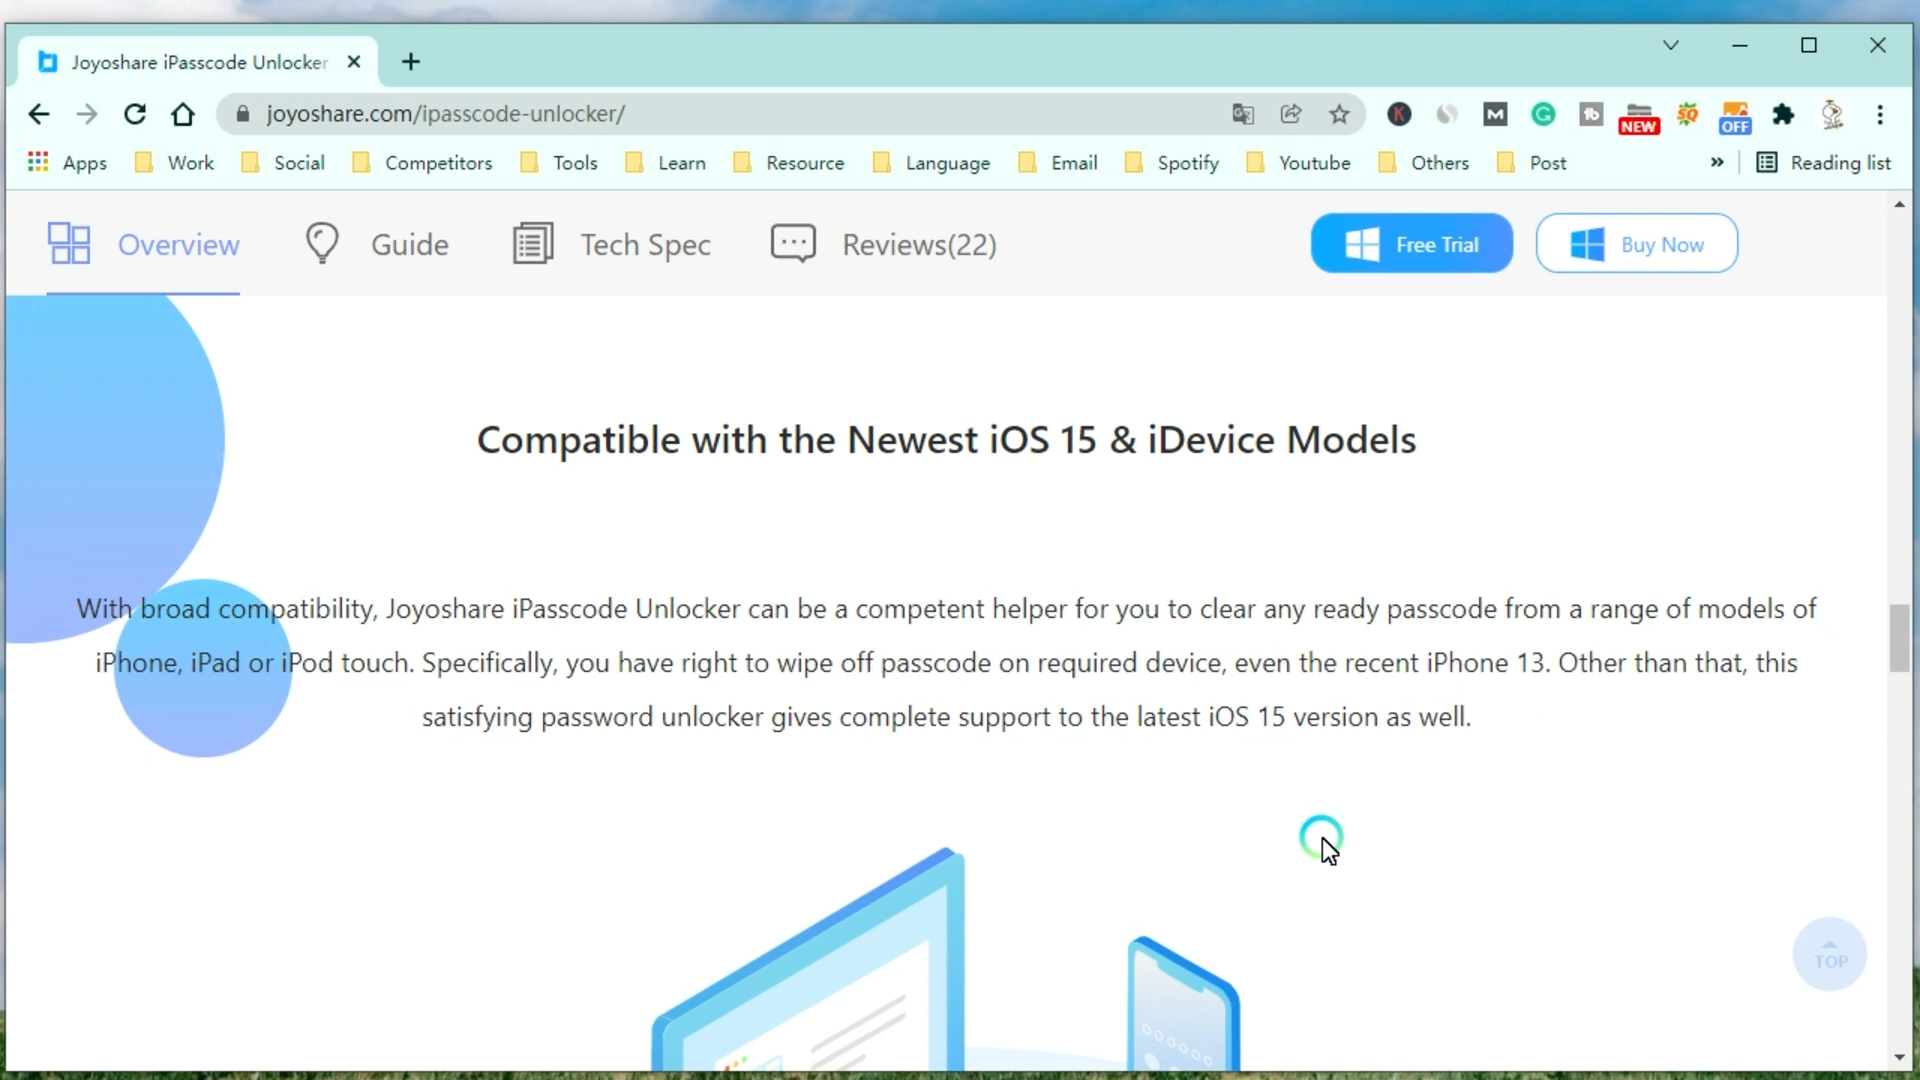 Joyoshare iPasscode Unlocker
joyoshare.com/ipasscode-unlocker/
NEW
SQ
OFF
Apps
Work
Social
Competitors
Tools
Learn
Resource
Language
Email
Spotify
Youtube
Others
Post
Reading list
Overview
Guide
Tech Spec
Reviews(22)
Free Trial
Buy Now
Compatible with the Newest iOS 15 & iDevice Models
With broad compatibility, Joyoshare iPasscode Unlocker can be a competent helper for you to clear any ready passcode from a range of models of
iPhone, iPad or iPod touch. Specifically, you have right to wipe off passcode on required device, even the recent iPhone 13. Other than that, this
satisfying password unlocker gives complete support to the latest iOS 15 version as well.
TOP